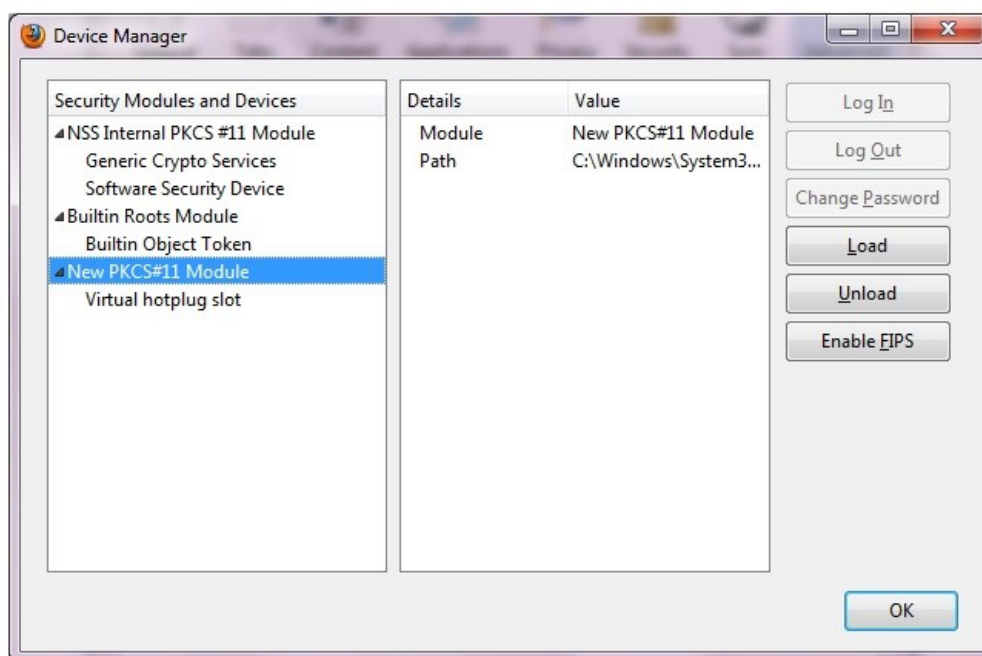 Device Manager
Security Modules and Devices
NSS Internal PKCS #11 Module
Generic Crypto Services
Software Security Device
Builtin Roots Module
Builtin Object Token
New PKCS#11 Module
Virtual hotplug slot
Details Value
Module New PKCS#11 Module
Path C:\Windows\System3...
Log In
Log Out
Change Password
Load
Unload
Enable FIPS
OK